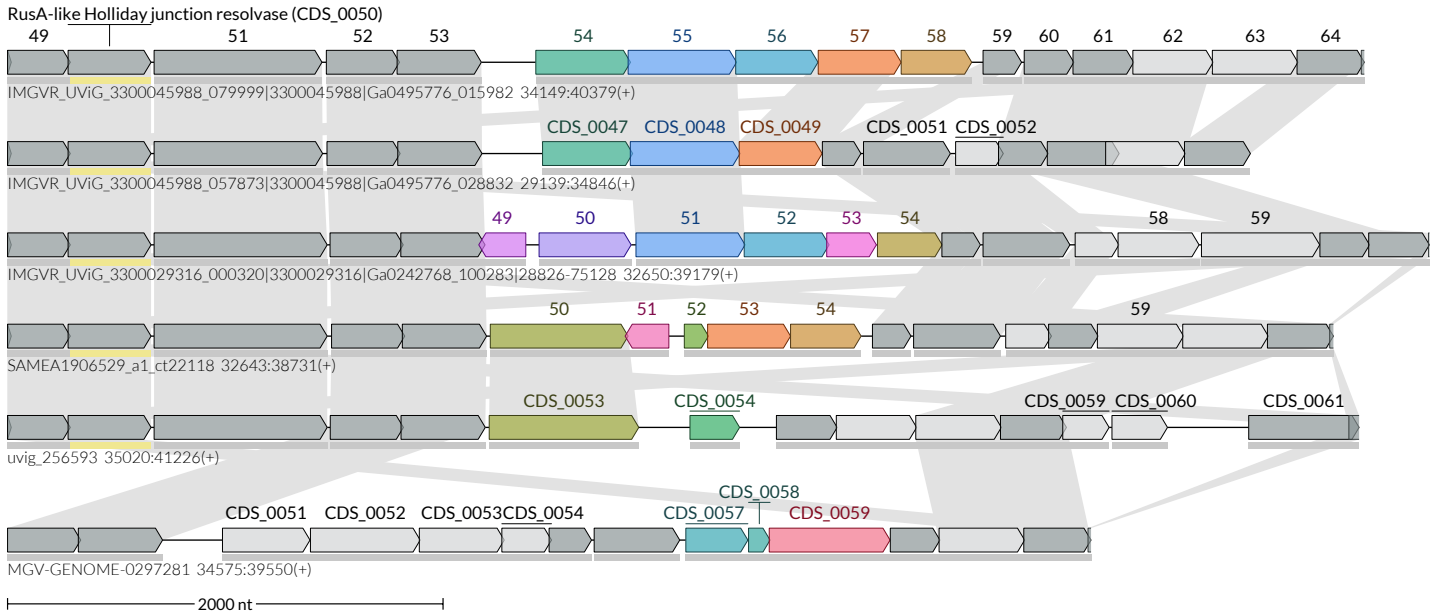 RusA-like Holliday junction resolvase (CDS_0050)
49 51 52 53 54 55 56 57 58 59 60 61 62 63 64
IMGVR_UViG_3300045988_079999|3300045988|Ga0495776_015982 34149:40379(+)
CDS_0047 CDS_0048 CDS_0049 CDS_0051 CDS_0052
IMGVR_UViG_3300045988_057873|3300045988|Ga0495776_028832 29139:34846(+)
49 50 51 52 53 54 58 59
IMGVR_UViG_3300029316_000320|3300029316|Ga0242768_100283|28826-75128 32650:39179(+)
50 51 52 53 54 59
SAMEA1906529_a1_ct22118 32643:38731(+)
CDS_0053 CDS_0054 CDS_0059 CDS_0060 CDS_0061
uvig_256593 35020:41226(+)
CDS_0058
CDS_0051 CDS_0052 CDS_0053 CDS_0054 CDS_0057 CDS_0059
MGV-GENOME-0297281 34575:39550(+)
2000 nt